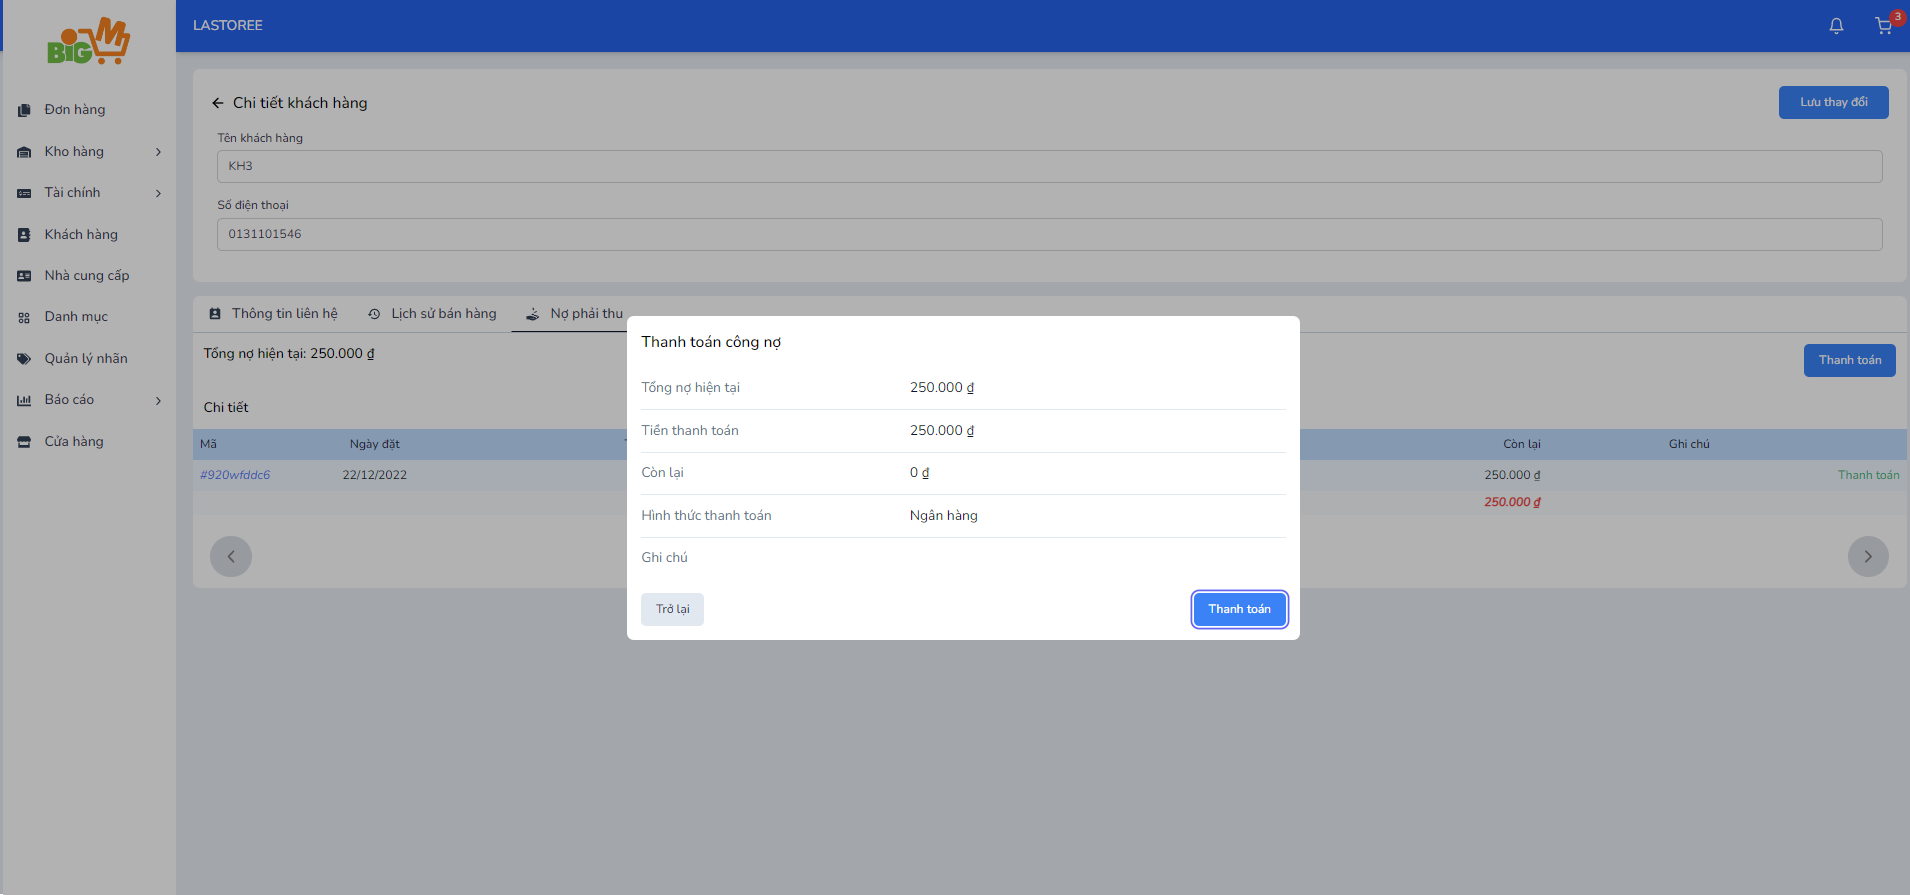 BIGM
LASTOREE
3
Đơn hàng
Kho hàng
Tài chính
Khách hàng
Nhà cung cấp
Danh mục
Quản lý nhãn
Báo cáo
Cửa hàng
Chi tiết khách hàng
Lưu thay đổi
Tên khách hàng
KH3
Số điện thoại
0131101546
Thông tin liên hệ Lịch sử bán hàng Nợ phải thu
Tổng nợ hiện tại: 250.000 ₫
Thanh toán
Chi tiết
Mã Ngày đặt Còn lại Ghi chú
#920wfddc6 22/12/2022 250.000 ₫ Thanh toán
250.000 ₫
Thanh toán công nợ
Tổng nợ hiện tại 250.000 ₫
Tiền thanh toán 250.000 ₫
Còn lại 0 ₫
Hình thức thanh toán Ngân hàng
Ghi chú
Trở lại Thanh toán